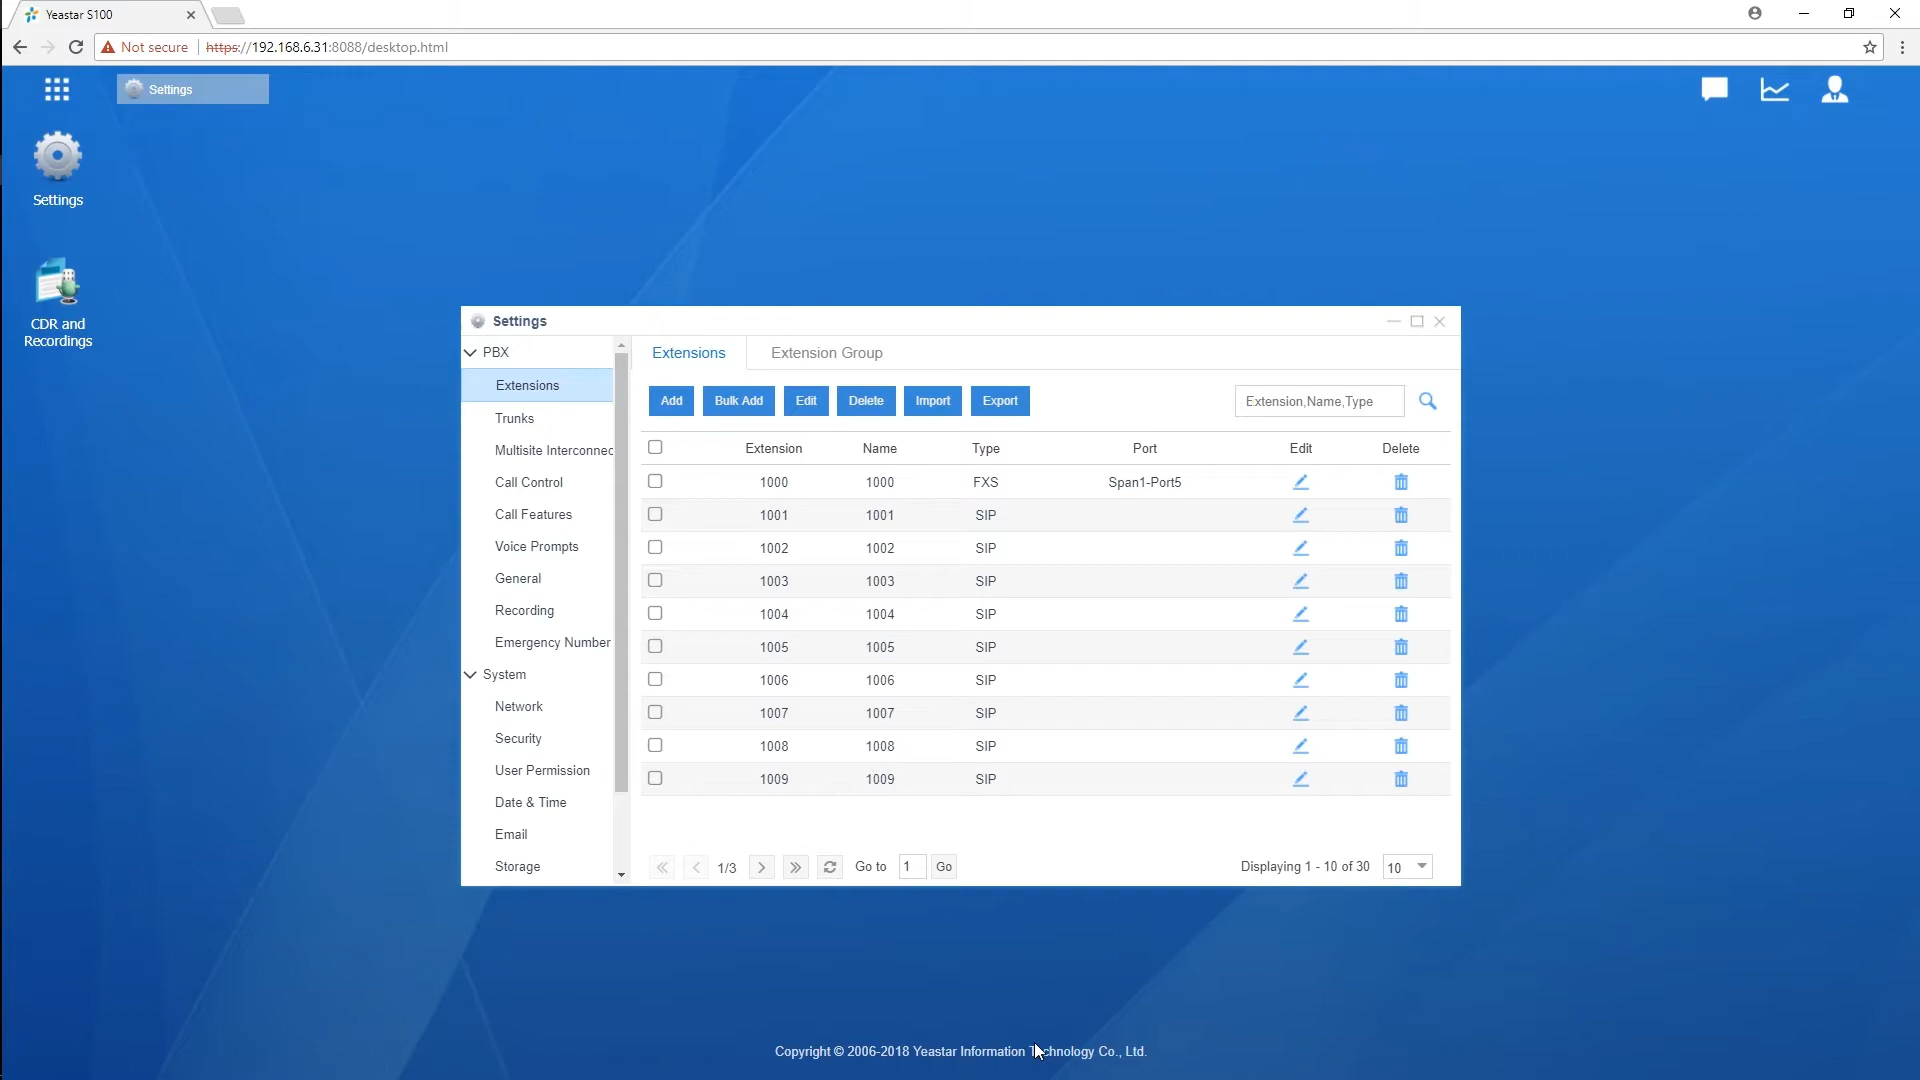 Yeastar S100
Not secure https://192.168.6.31:8088/desktop.html
Settings
Settings
CDR and
Recordings
Settings
PBX
Extensions
Trunks
Multisite Interconnec
Call Control
Call Features
Voice Prompts
General
Recording
Emergency Number
System
Network
Security
User Permission
Date & Time
Email
Storage
Extensions Extension Group
Add Bulk Add Edit Delete Import Export Extension,Name,Type
Extension Name Type Port Edit Delete
1000 1000 FXS Span1-Port5
1001 1001 SIP
1002 1002 SIP
1003 1003 SIP
1004 1004 SIP
1005 1005 SIP
1006 1006 SIP
1007 1007 SIP
1008 1008 SIP
1009 1009 SIP
1/3 Go to 1 Go Displaying 1 - 10 of 30 10
Copyright © 2006-2018 Yeastar Information Technology Co., Ltd.